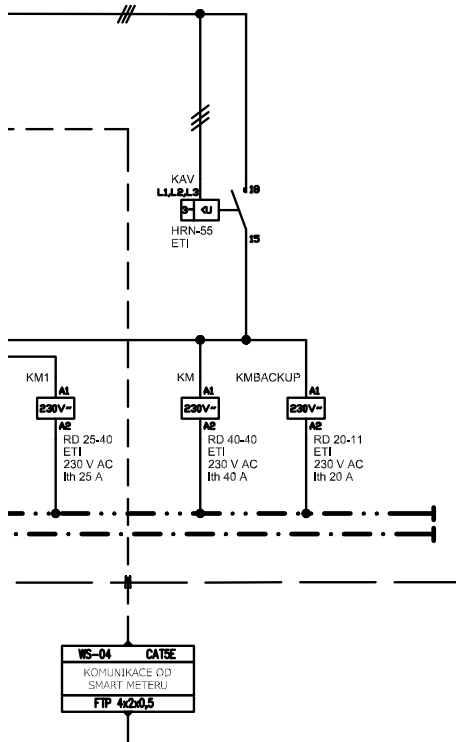 KAV
L1,L2,L3
18
3~ <U
HRN-55
ETI
15
KM1
A1
230V~
A2
RD 25-40
ETI
230 V AC
Ith 25 A
KM
A1
230V~
A2
RD 40-40
ETI
230 V AC
Ith 40 A
KMBACKUP
A1
230V~
A2
RD 20-11
ETI
230 V AC
Ith 20 A
WS-04 CAT5E
KOMUNIKACE OD
SMART METERU
FTP 4x2x0,5